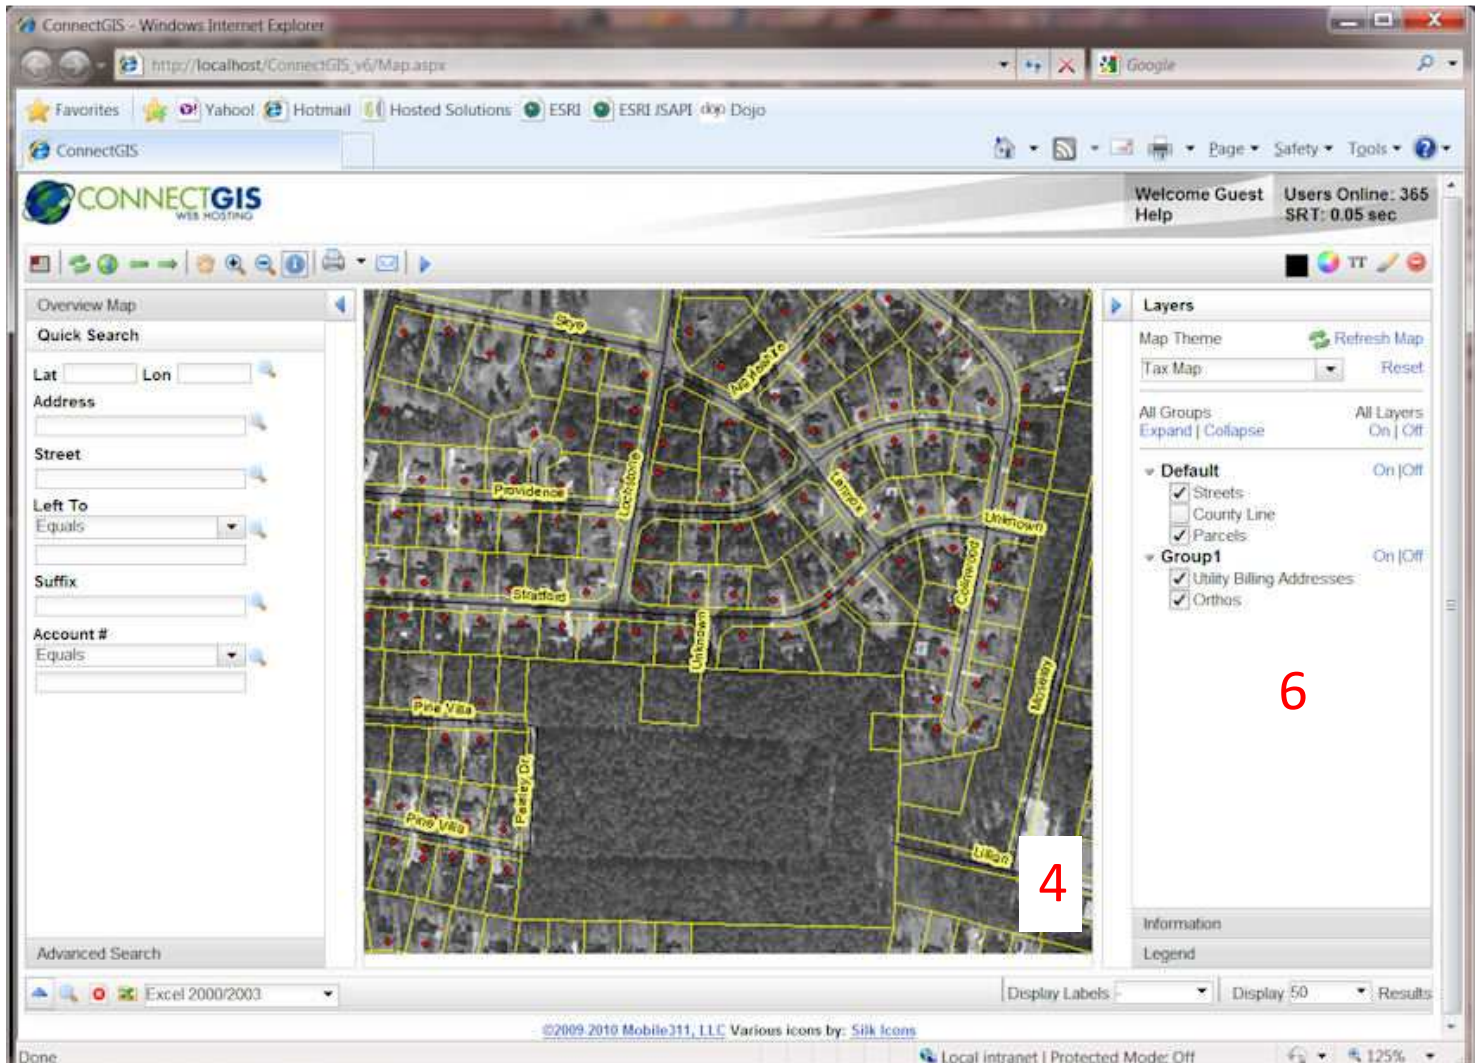 ConnectGIS - Windows Internet Explorer
http://localhost/ConnectGIS_v6/Map.aspx
Google
Favorites Yahoo! Hotmail Hosted Solutions ESRI ESRI JSAPI dojo Dojo
ConnectGIS
Page Safety Tools
CONNECTGIS
WEB HOSTING
Welcome Guest
Help
Users Online: 365
SRT: 0.05 sec
TT
Overview Map
Quick Search
Lat Lon
Address
Street
Left To
Equals
Suffix
Account #
Equals
Advanced Search
Skye
Lochstone
Providence
Lennox
Unknown
Stratford
Unknown
Collinwood
Moseley
Pine Villa
Paisley Dr.
Pine Villa
Lillian
4
Layers
Map Theme Refresh Map
Tax Map Reset
All Groups All Layers
Expand | Collapse On | Off
Default On |Off
Streets
County Line
Parcels
Group1 On |Off
Utility Billing Addresses
Orthos
6
Information
Legend
Excel 2000/2003
Display Labels - Display 50 Results
©2009-2010 Mobile311, LLC Various icons by: Silk Icons
Done
Local intranet | Protected Mode: Off
125%